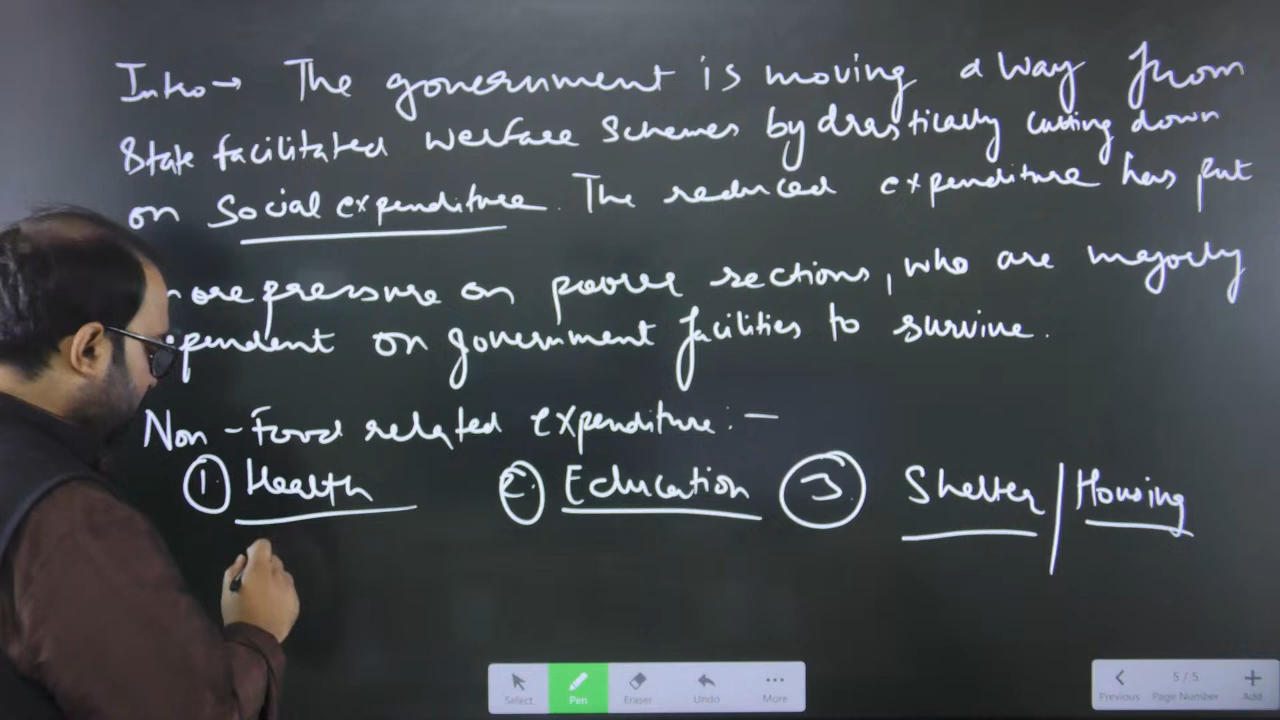 Intro → The government is moving away from
State facilitated welfare schemes by drastically cutting down
on social expenditure. The reduced expenditure has put
ore pressure on poorer sections, who are majorly
pendent on government facilities to survive.
Non-Food related expenditure:-
① Health ② Education ③ Shelter/Housing
Select Pen Eraser Undo More
Previous 5/5 Page Number Add